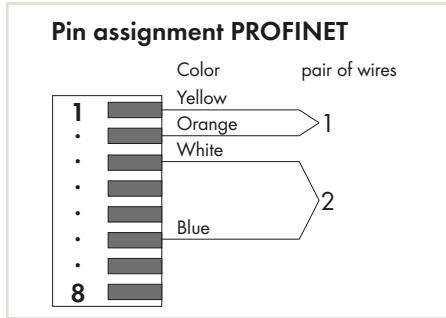 Pin assignment PROFINET
Color pair of wires
Yellow
1
Orange
1
White
2
Blue
8